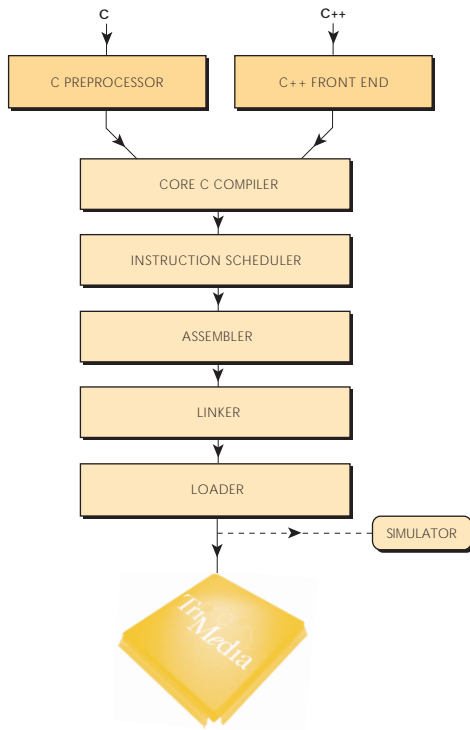 C
C++
C PREPROCESSOR
C++ FRONT END
CORE C COMPILER
INSTRUCTION SCHEDULER
ASSEMBLER
LINKER
LOADER
SIMULATOR
TriMedia